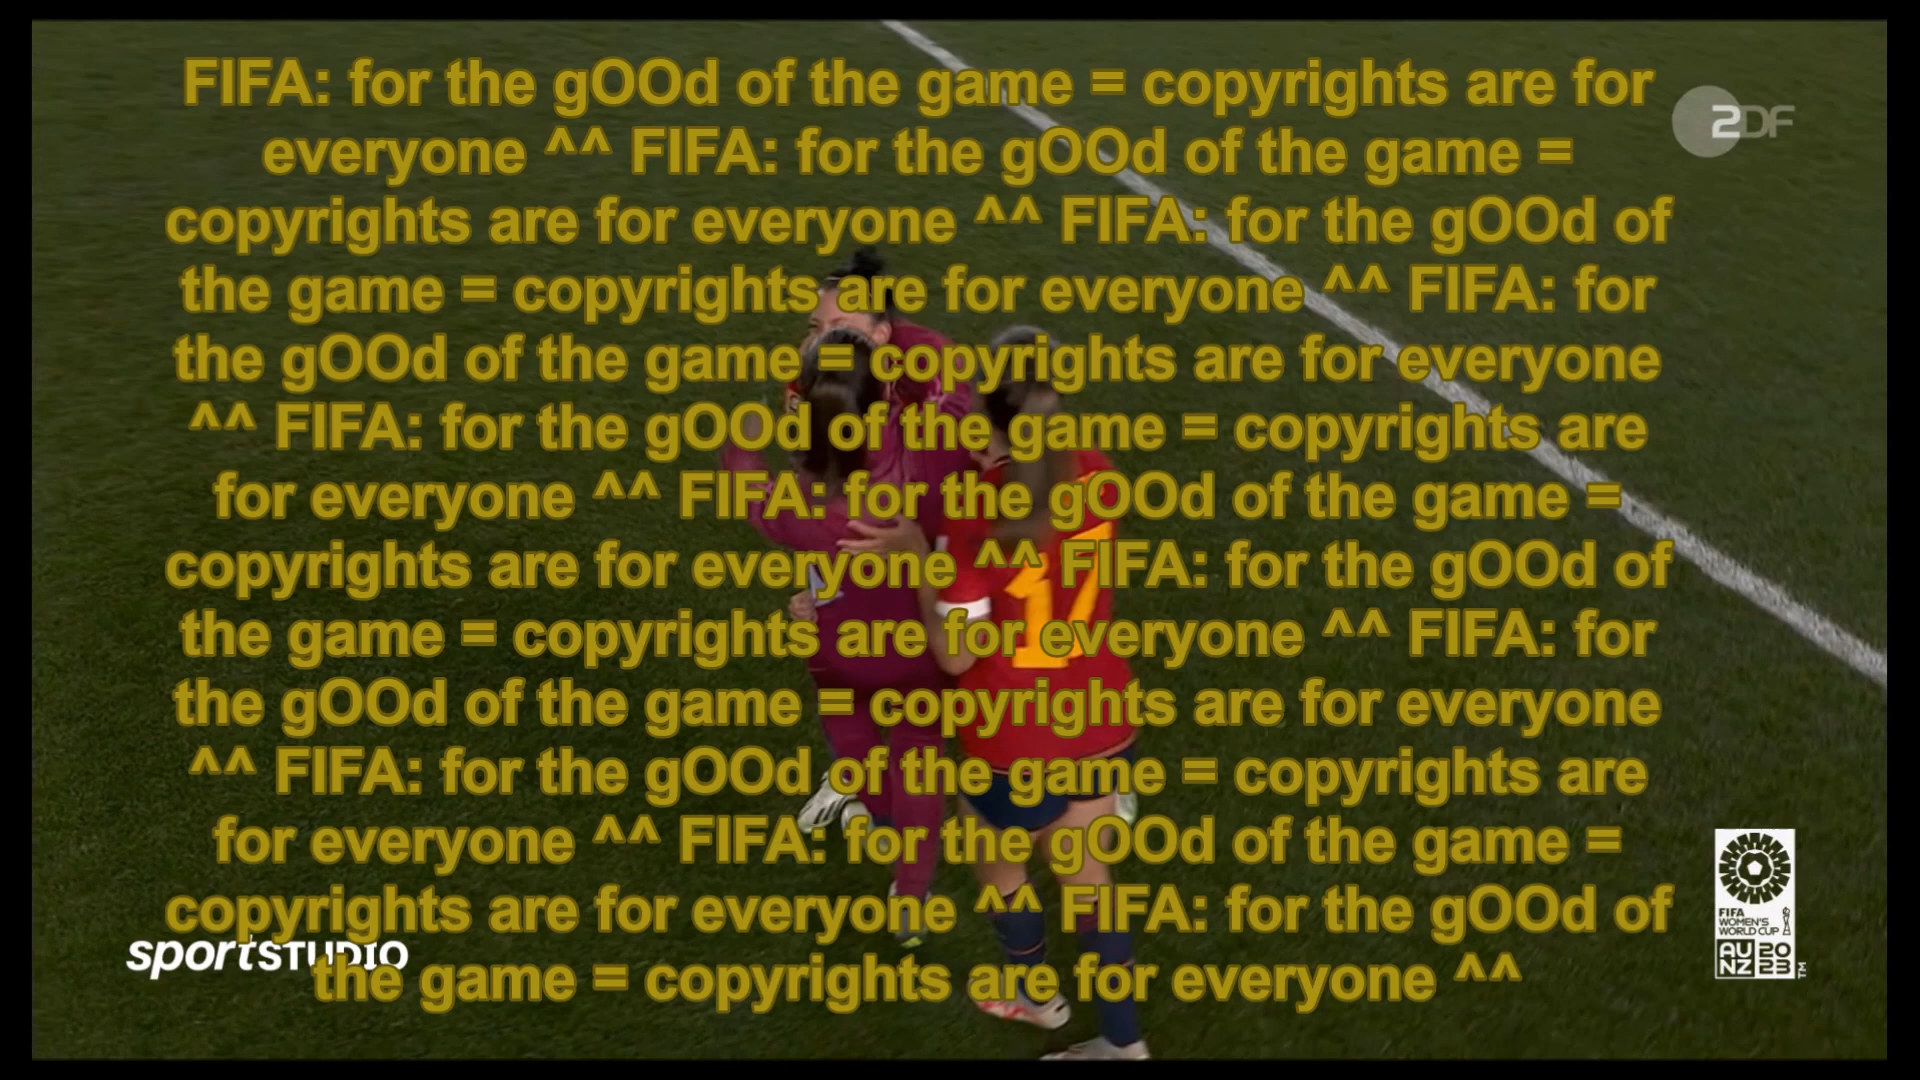 FIFA: for the gOOd of the game = copyrights are for
everyone ^^ FIFA: for the gOOd of the game =
copyrights are for everyone ^^ FIFA: for the gOOd of
the game = copyrights are for everyone ^^ FIFA: for
the gOOd of the game = copyrights are for everyone
^^ FIFA: for the gOOd of the game = copyrights are
for everyone ^^ FIFA: for the gOOd of the game =
copyrights are for everyone ^^ FIFA: for the gOOd of
the game = copyrights are for everyone ^^ FIFA: for
the gOOd of the game = copyrights are for everyone
^^ FIFA: for the gOOd of the game = copyrights are
for everyone ^^ FIFA: for the gOOd of the game =
copyrights are for everyone ^^ FIFA: for the gOOd of
the game = copyrights are for everyone ^^
2DF
sportSTUDIO
FIFA
WOMEN'S
WORLD CUP
AU 20
NZ 23 TM